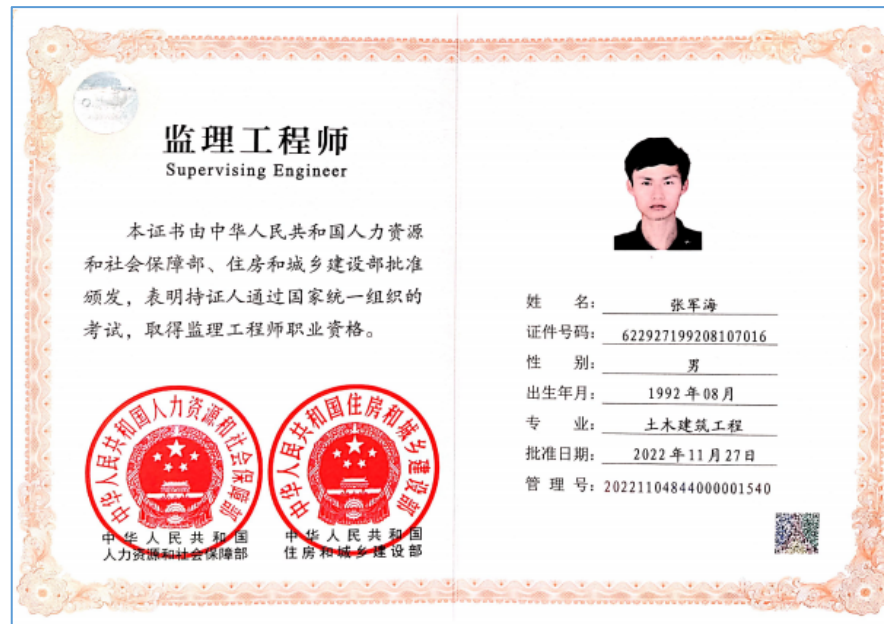 监理工程师
Supervising Engineer
本证书由中华人民共和国人力资源
和社会保障部、住房和城乡建设部批准
颁发，表明持证人通过国家统一组织的
考试，取得监理工程师职业资格。
中华人民共和国人力资源和社会保障部
中华人民共和国住房和城乡建设部
中华人民共和国
人力资源和社会保障部
中华人民共和国
住房和城乡建设部
姓名：张军海
证件号码：622927199208107016
性别：男
出生年月：1992年08月
专业：土木建筑工程
批准日期：2022年11月27日
管理号：20221104844000001540